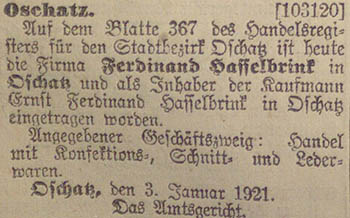 Oschatz. [103120]
Auf dem Blatte 367 des Handelsregi-
sters für den Stadtbezirk Oschatz ist heute
die Firma Ferdinand Hasselbrink in
Oschatz und als Inhaber der Kaufmann
Ernst Ferdinand Hasselbrink in Oschatz
eingetragen worden.
Angegebener Geschäftszweig: Handel
mit Konfektions-, Schnitt- und Leder-
waren.
Oschatz, den 3. Januar 1921.
Das Amtsgericht.